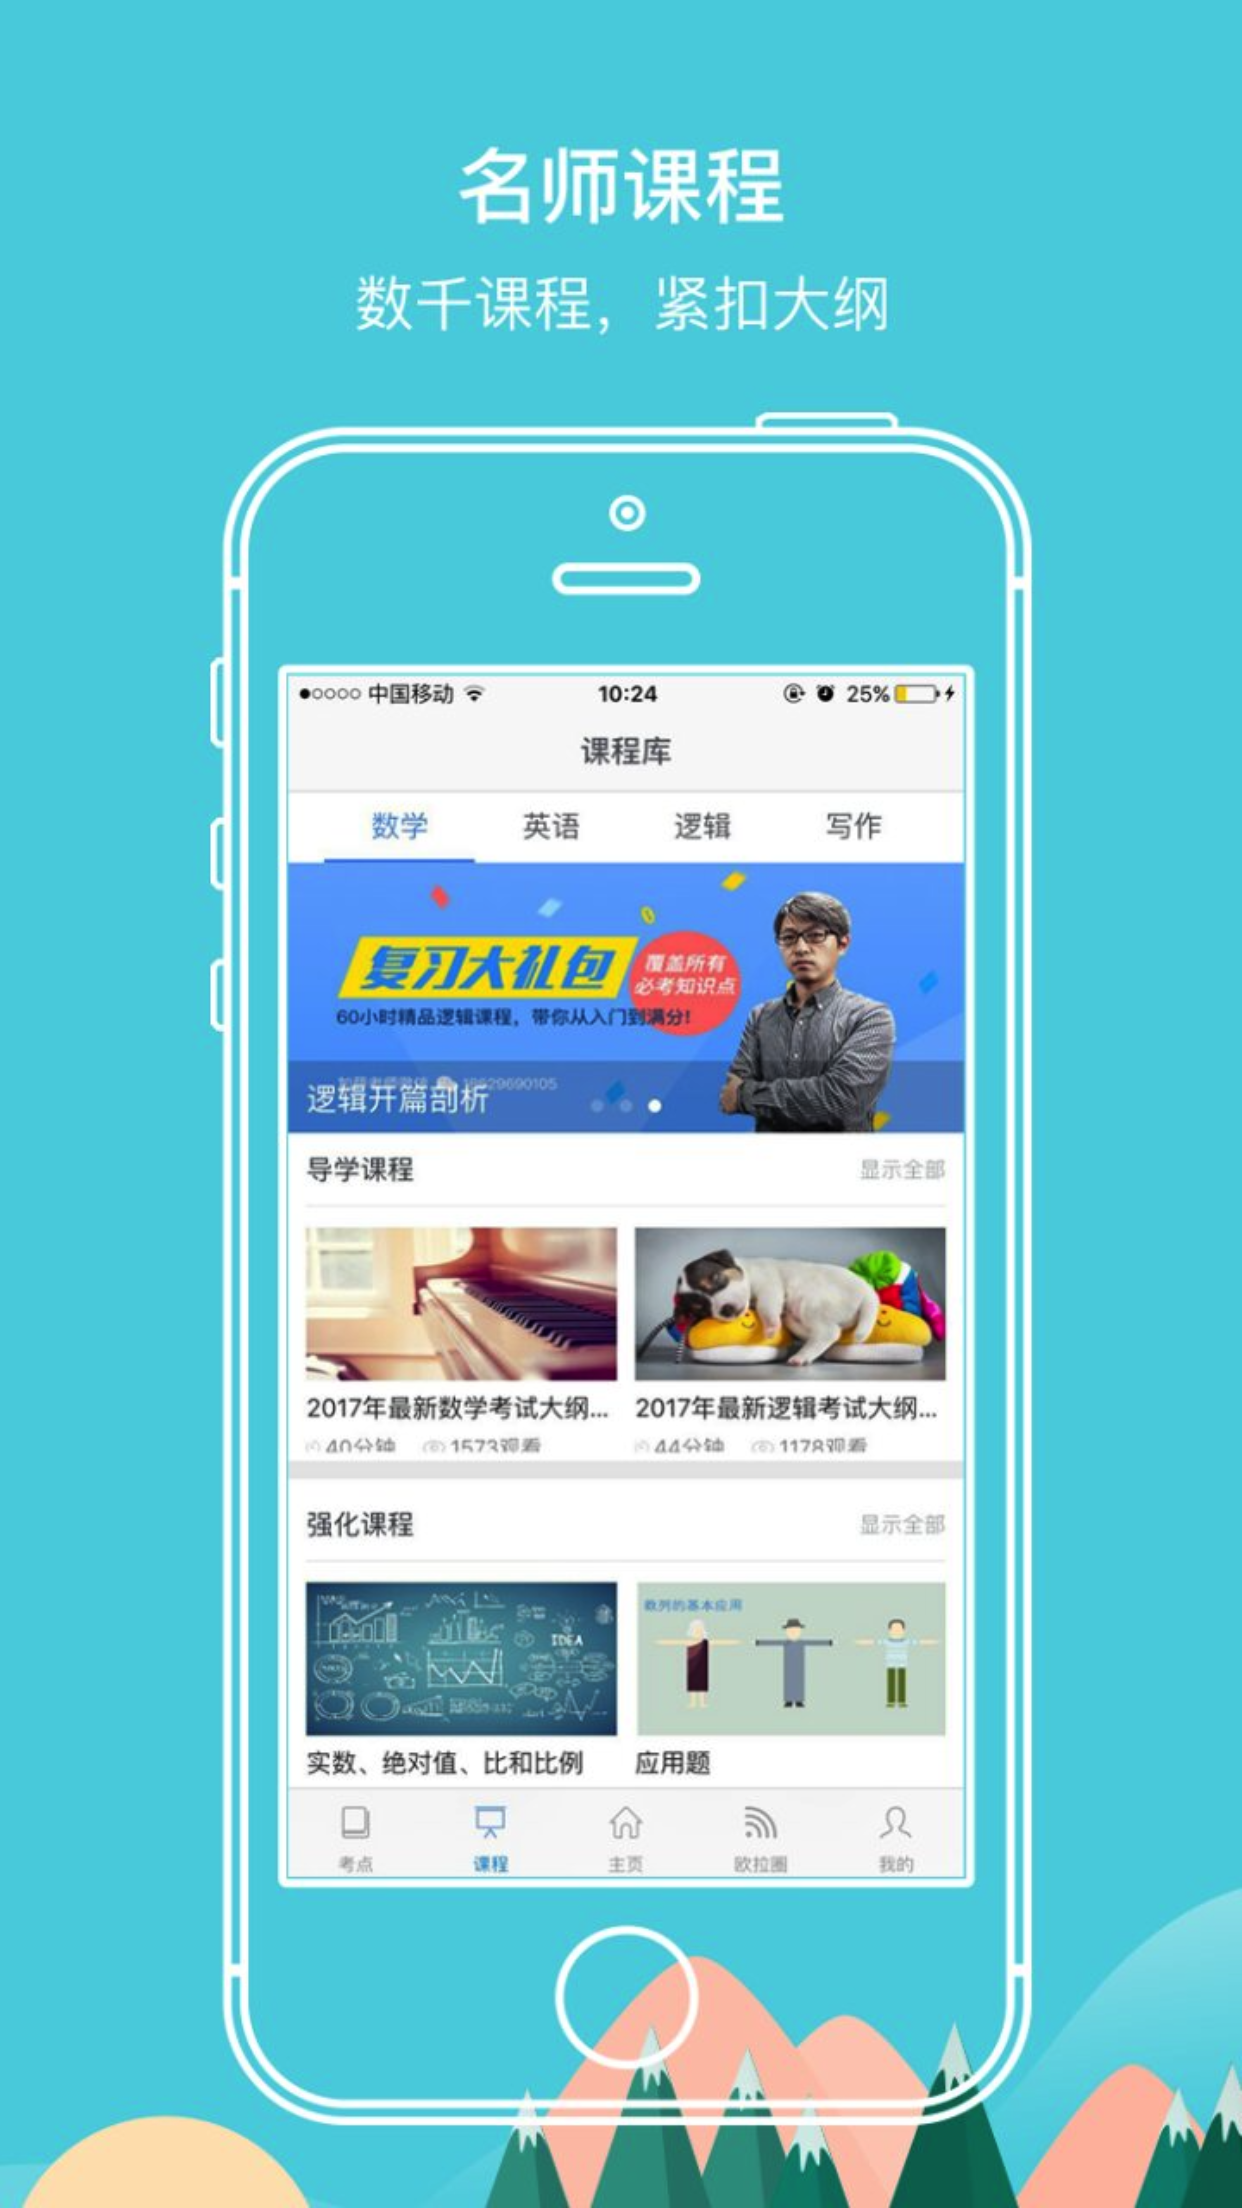 名师课程
数千课程，紧扣大纲
中国移动 10:24 25%
课程库
数学 英语 逻辑 写作
复习大礼包
覆盖所有
必考知识点
60小时精品逻辑课程，带你从入门到满分!
18629690105
逻辑开篇剖析
导学课程 显示全部
2017年最新数学考试大纲... 2017年最新逻辑考试大纲...
40分钟 1573观看 44分钟 1178观看
强化课程 显示全部
IDEA
数列的基本应用
实数、绝对值、比和比例 应用题
考点 课程 主页 欧拉圈 我的